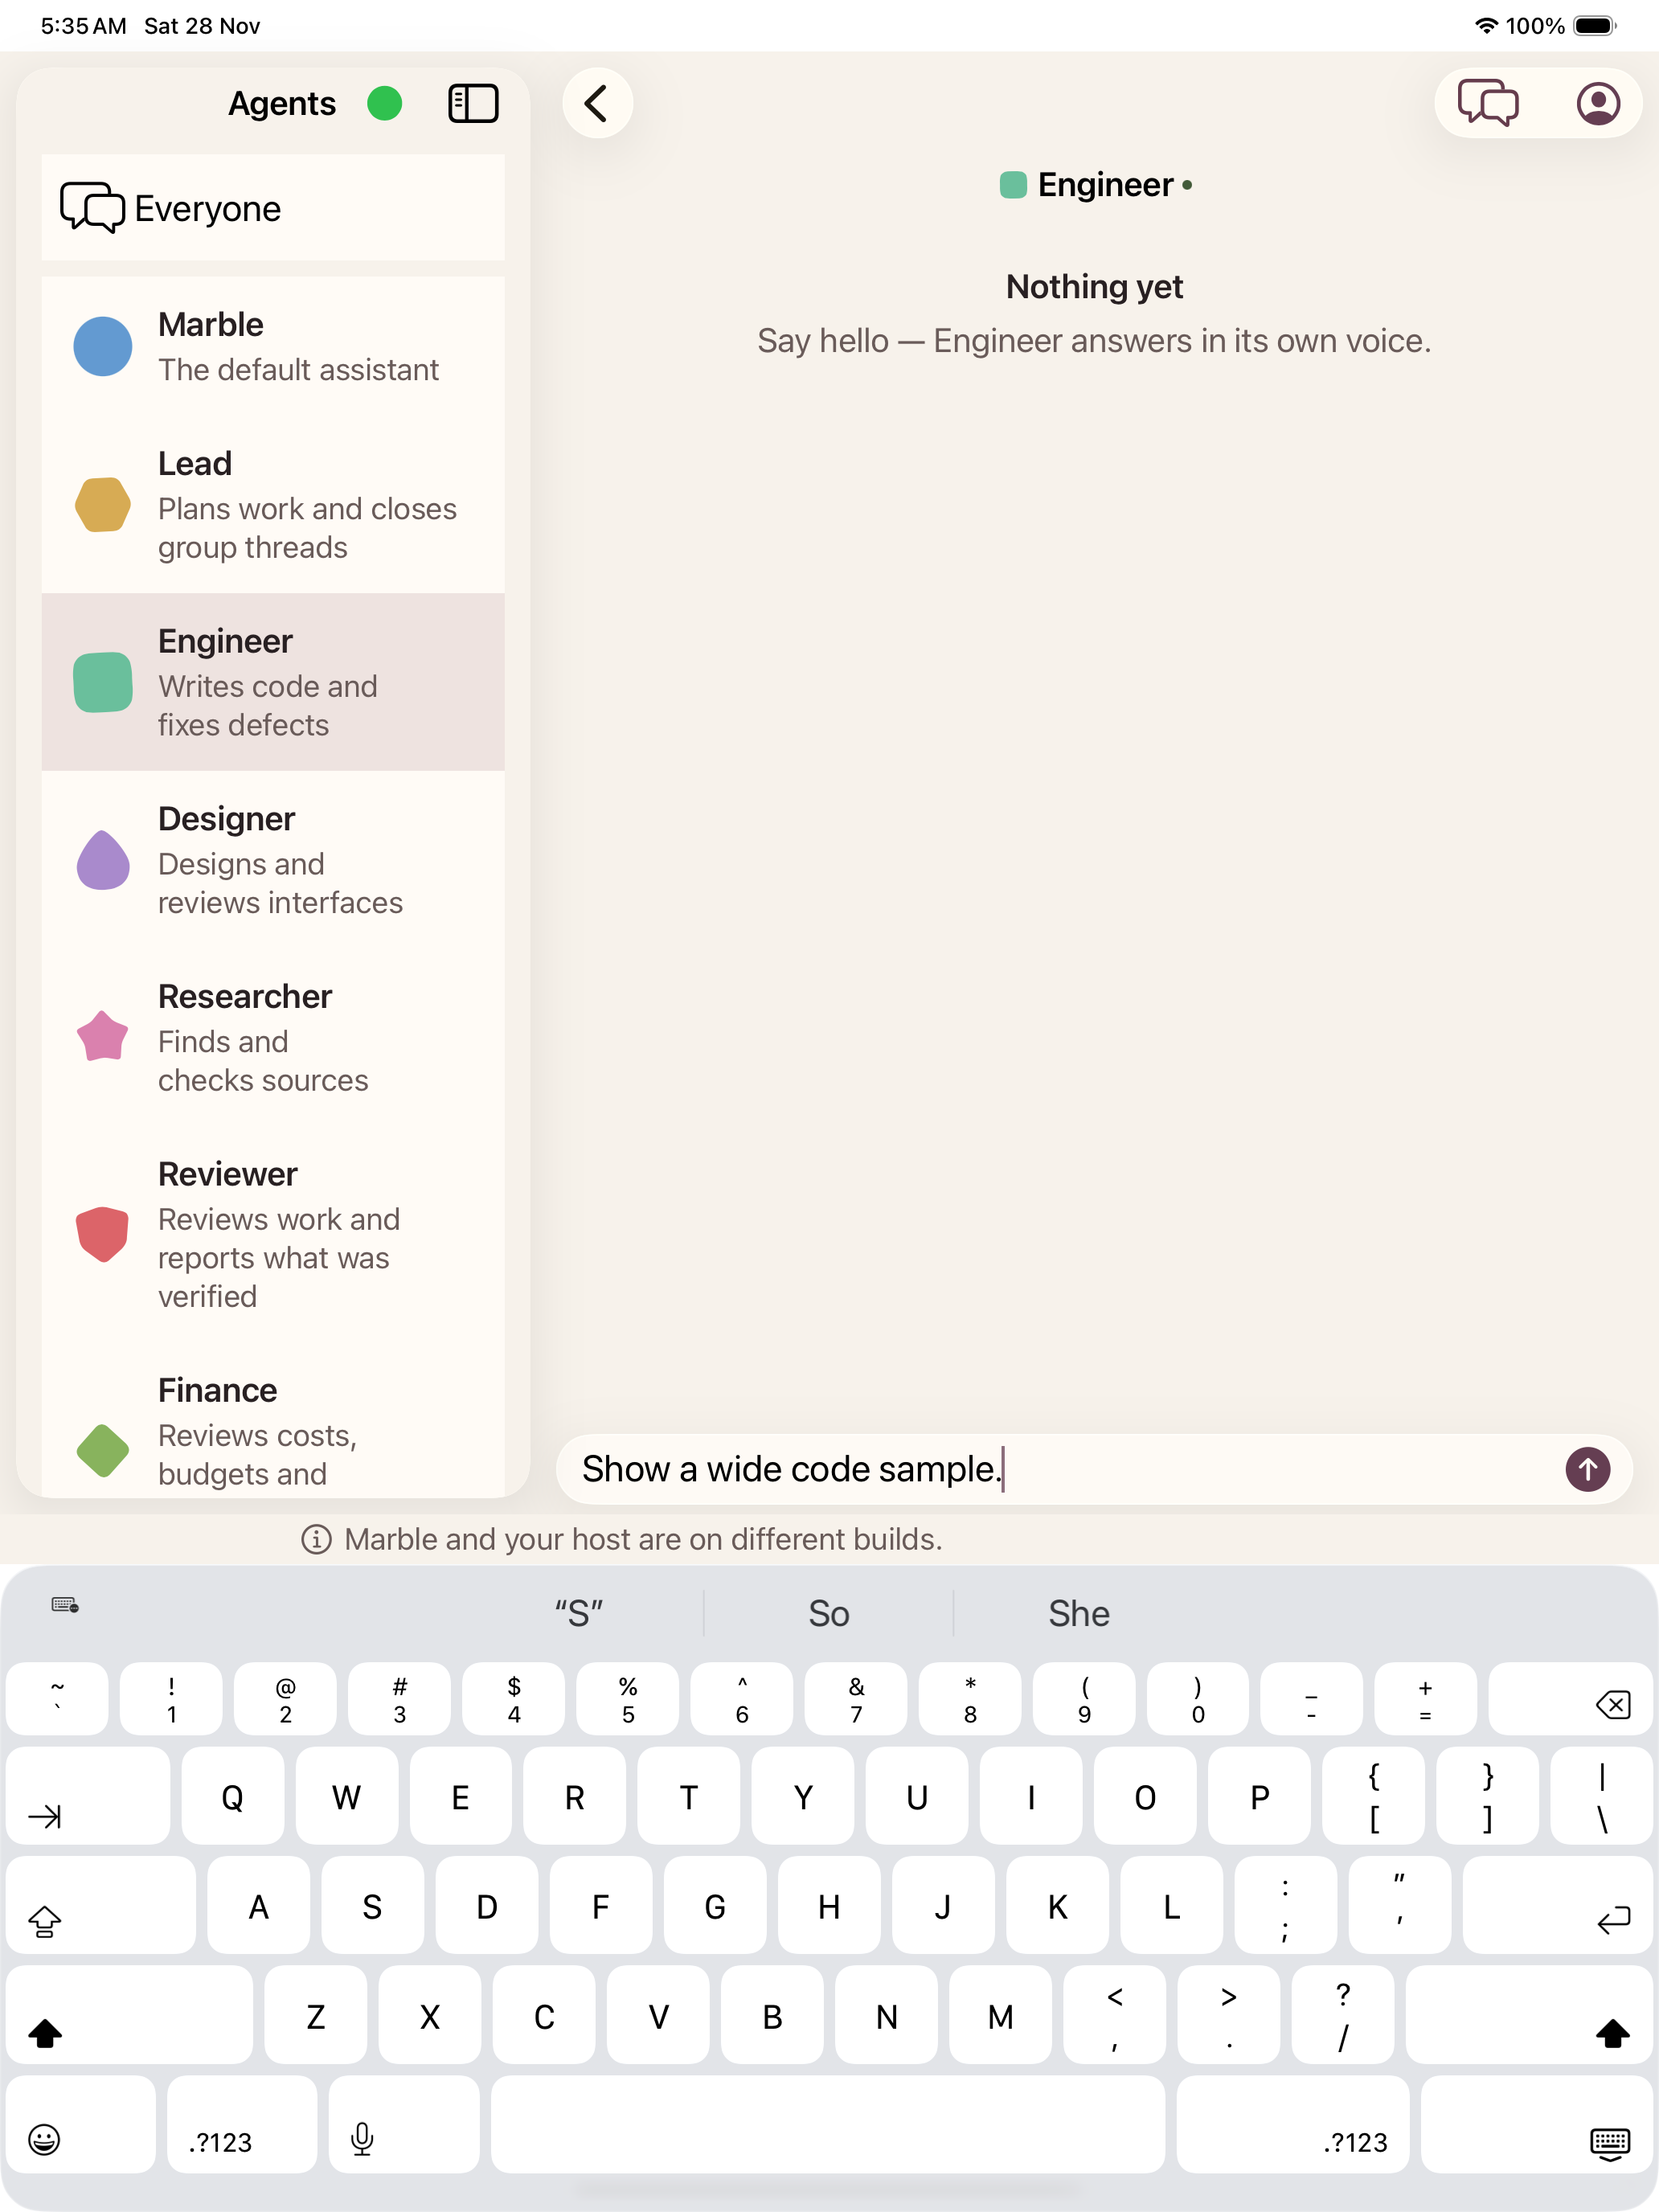 5:35 AM Sat 28 Nov
100%
Agents
Everyone
Marble
The default assistant
Lead
Plans work and closes
group threads
Engineer
Writes code and
fixes defects
Designer
Designs and
reviews interfaces
Researcher
Finds and
checks sources
Reviewer
Reviews work and
reports what was
verified
Finance
Reviews costs,
budgets and
Engineer •
Nothing yet
Say hello — Engineer answers in its own voice.
Show a wide code sample.
Marble and your host are on different builds.
“S” So She
~ ! @ # $ % ^ & * ( ) _ +
` 1 2 3 4 5 6 7 8 9 0 - =
Q W E R T Y U I O P { } |
[ ] \
A S D F G H J K L : "
; '
Z X C V B N M < > ?
, . /
.?123 .?123